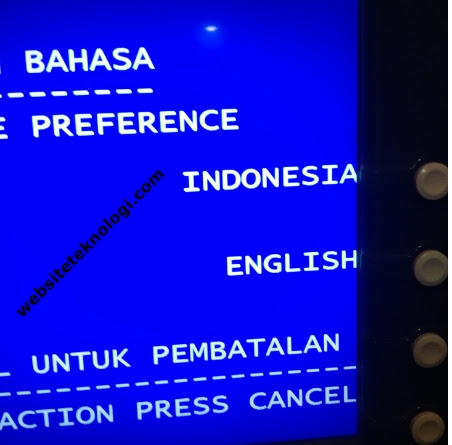 BAHASA
PREFERENCE
INDONESIA
ENGLISH
UNTUK PEMBATALAN
ACTION PRESS CANCEL
websiteteknologi.com